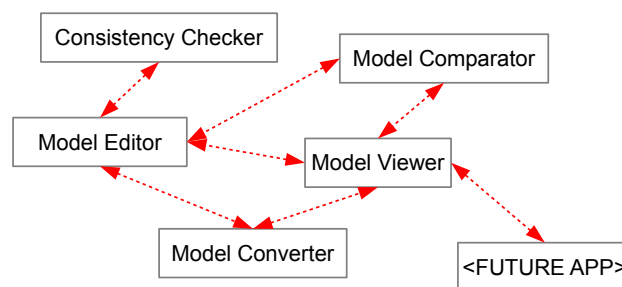 Consistency Checker
Model Comparator
Model Editor
Model Viewer
Model Converter
<FUTURE APP>